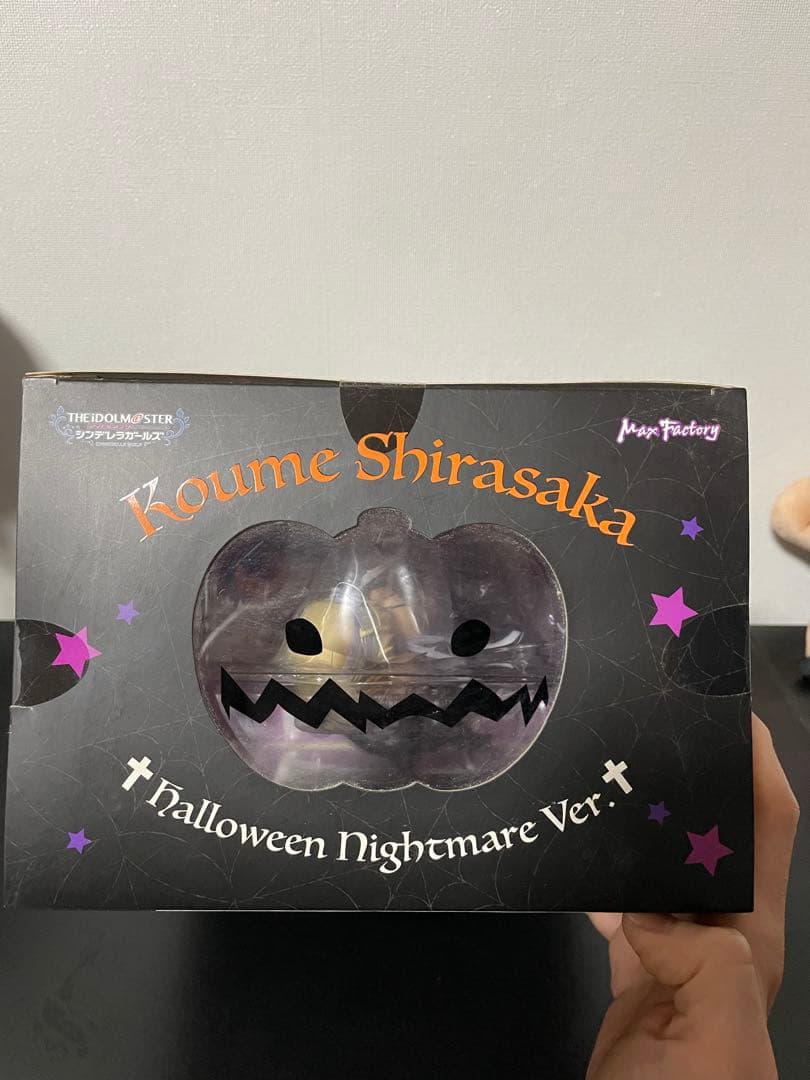 THE iDOLM@STER
シンデレラガールズ
Max Factory
Koume Shirasaka
Halloween Nightmare Ver.